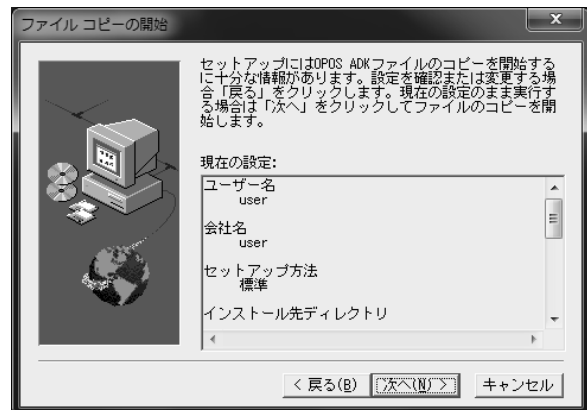 ファイル コピーの開始
セットアップにはOPOS ADKファイルのコピーを開始する
に十分な情報があります。設定を確認または変更する場
合「戻る」をクリックします。現在の設定のまま実行す
る場合は「次へ」をクリックしてファイルのコピーを開
始します。
現在の設定:
ユーザー名
user
会社名
user
セットアップ方法
標準
インストール先ディレクトリ
< 戻る(B) 次へ(N) > キャンセル